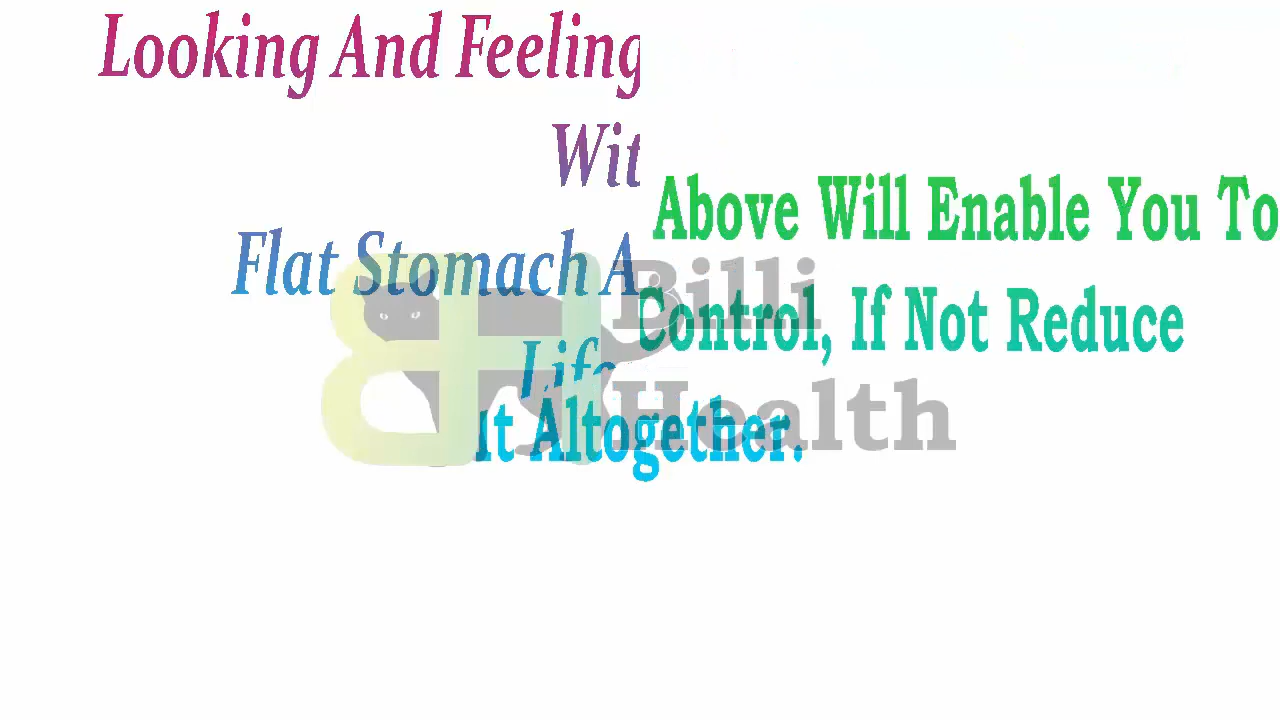 Looking And Feeling
Wit
Above Will Enable You To
Flat Stomach A
Billi
Control, If Not Reduce
Life
Health
It Altogether.